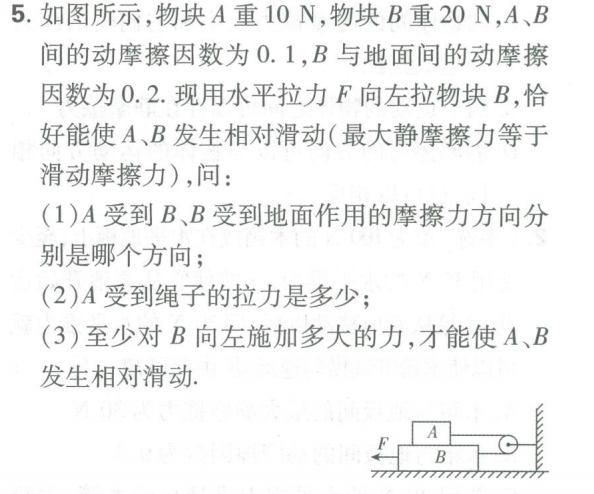 5. 如图所示,物块 A 重 10 N,物块 B 重 20 N,A、B
间的动摩擦因数为 0.1,B 与地面间的动摩擦
因数为 0.2. 现用水平拉力 F 向左拉物块 B,恰
好能使 A、B 发生相对滑动(最大静摩擦力等于
滑动摩擦力),问:
(1)A 受到 B、B 受到地面作用的摩擦力方向分
别是哪个方向;
(2)A 受到绳子的拉力是多少;
(3)至少对 B 向左施加多大的力,才能使 A、B
发生相对滑动.
A
F
B